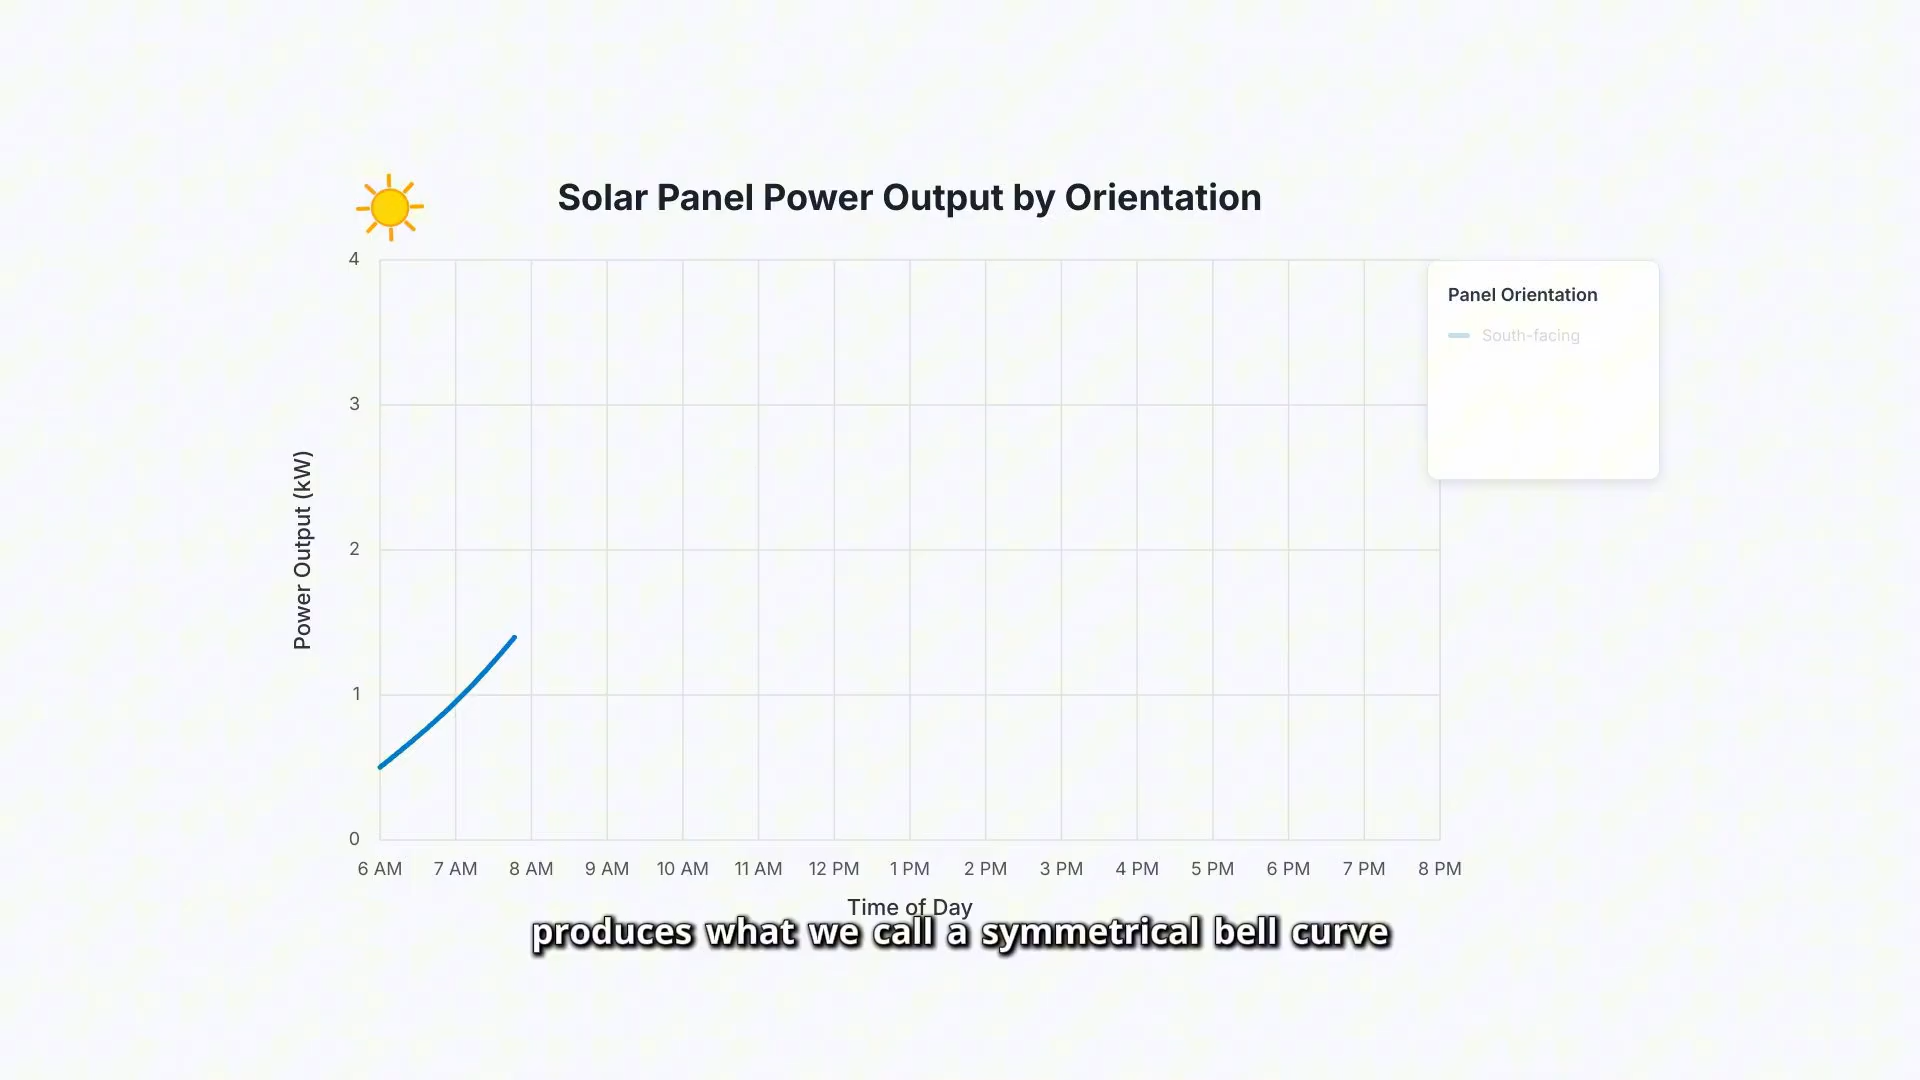 Solar Panel Power Output by Orientation
4
3
2
1
0
Power Output (kW)
6 AM 7 AM 8 AM 9 AM 10 AM 11 AM 12 PM 1 PM 2 PM 3 PM 4 PM 5 PM 6 PM 7 PM 8 PM
Time of Day
Panel Orientation
South-facing
produces what we call a symmetrical bell curve